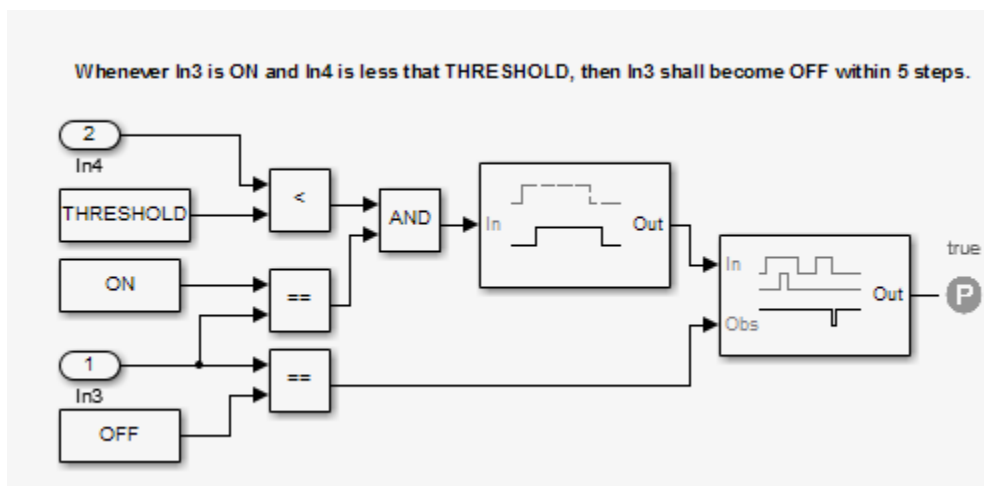 Whenever In3 is ON and In4 is less that THRESHOLD, then In3 shall become OFF within 5 steps.
2
In4
THRESHOLD
<
AND
In
Out
ON
==
In
Obs
Out
true
P
1
In3
==
OFF